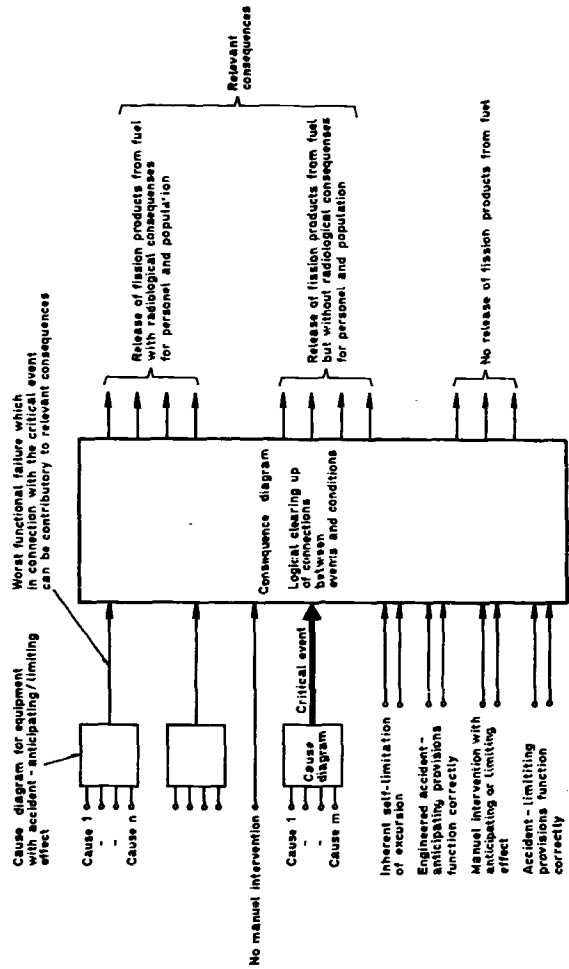 Cause diagram for equipment
with accident-anticipating/limiting
effect
Worst functional failure which
in connection with the critical event
can be contributory to relevant consequences
Cause 1
-
-
Cause n
No manuel intervention
Cause 1
-
-
Cause m
Cause
diagram
Critical event
Inherent self-limitation
of excursion
Engineered accident-
anticipating provisions
function correctly
Manuel intervention with
anticipating or limiting
effect
Accident-limititing
provisions function
correctly
Consequence diagram
Logical clearing up
of connections
between
events and conditions
Release of fission products from fuel
with radiological consequences
for personel and population
Release of fission products from fuel
but without radiological consequences
for personel and population
No release of fission products from fuel
Relevant
consequences